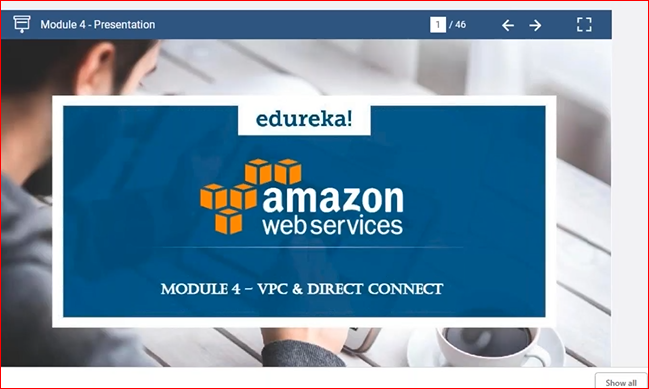 Module 4 - Presentation
1 / 46
edureka!
amazon
web services
MODULE 4 – VPC & DIRECT CONNECT
Show all